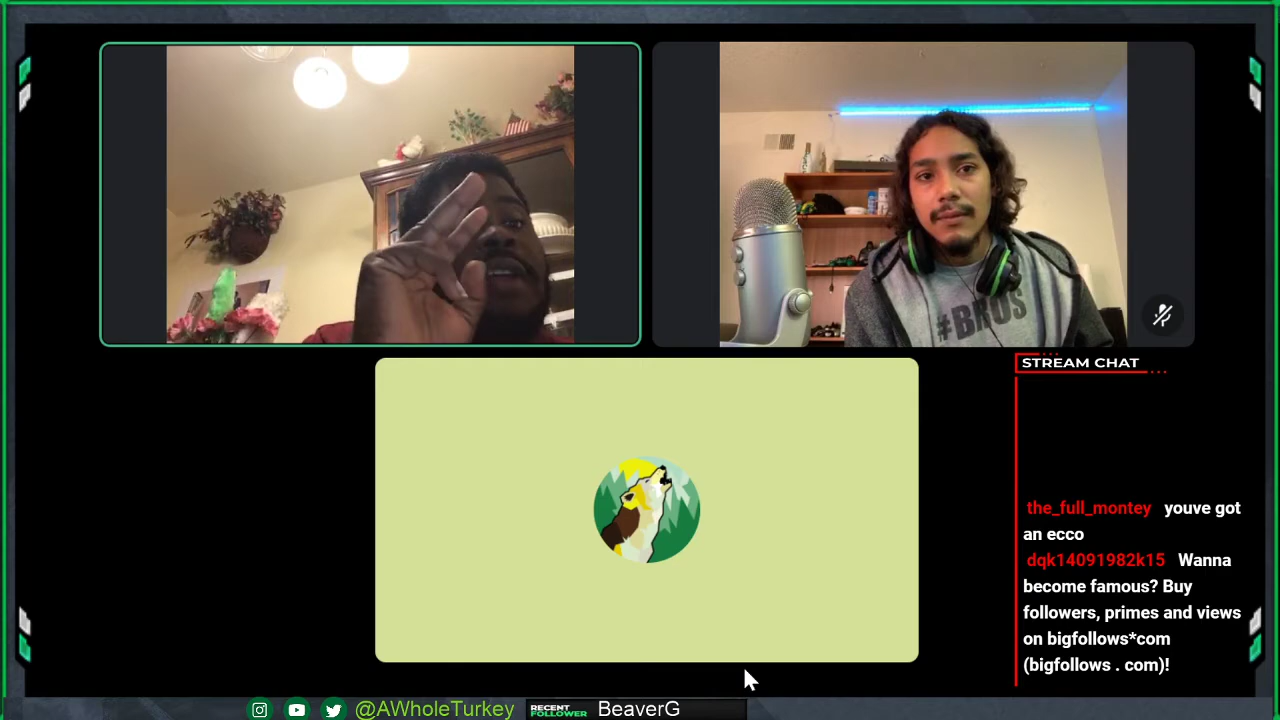 #BROS
STREAM CHAT
the_full_montey youve got
an ecco
dqk14091982k15 Wanna
become famous? Buy
followers, primes and views
on bigfollows*com
(bigfollows . com)!
@AWholeTurkey
RECENT
FOLLOWER
BeaverG